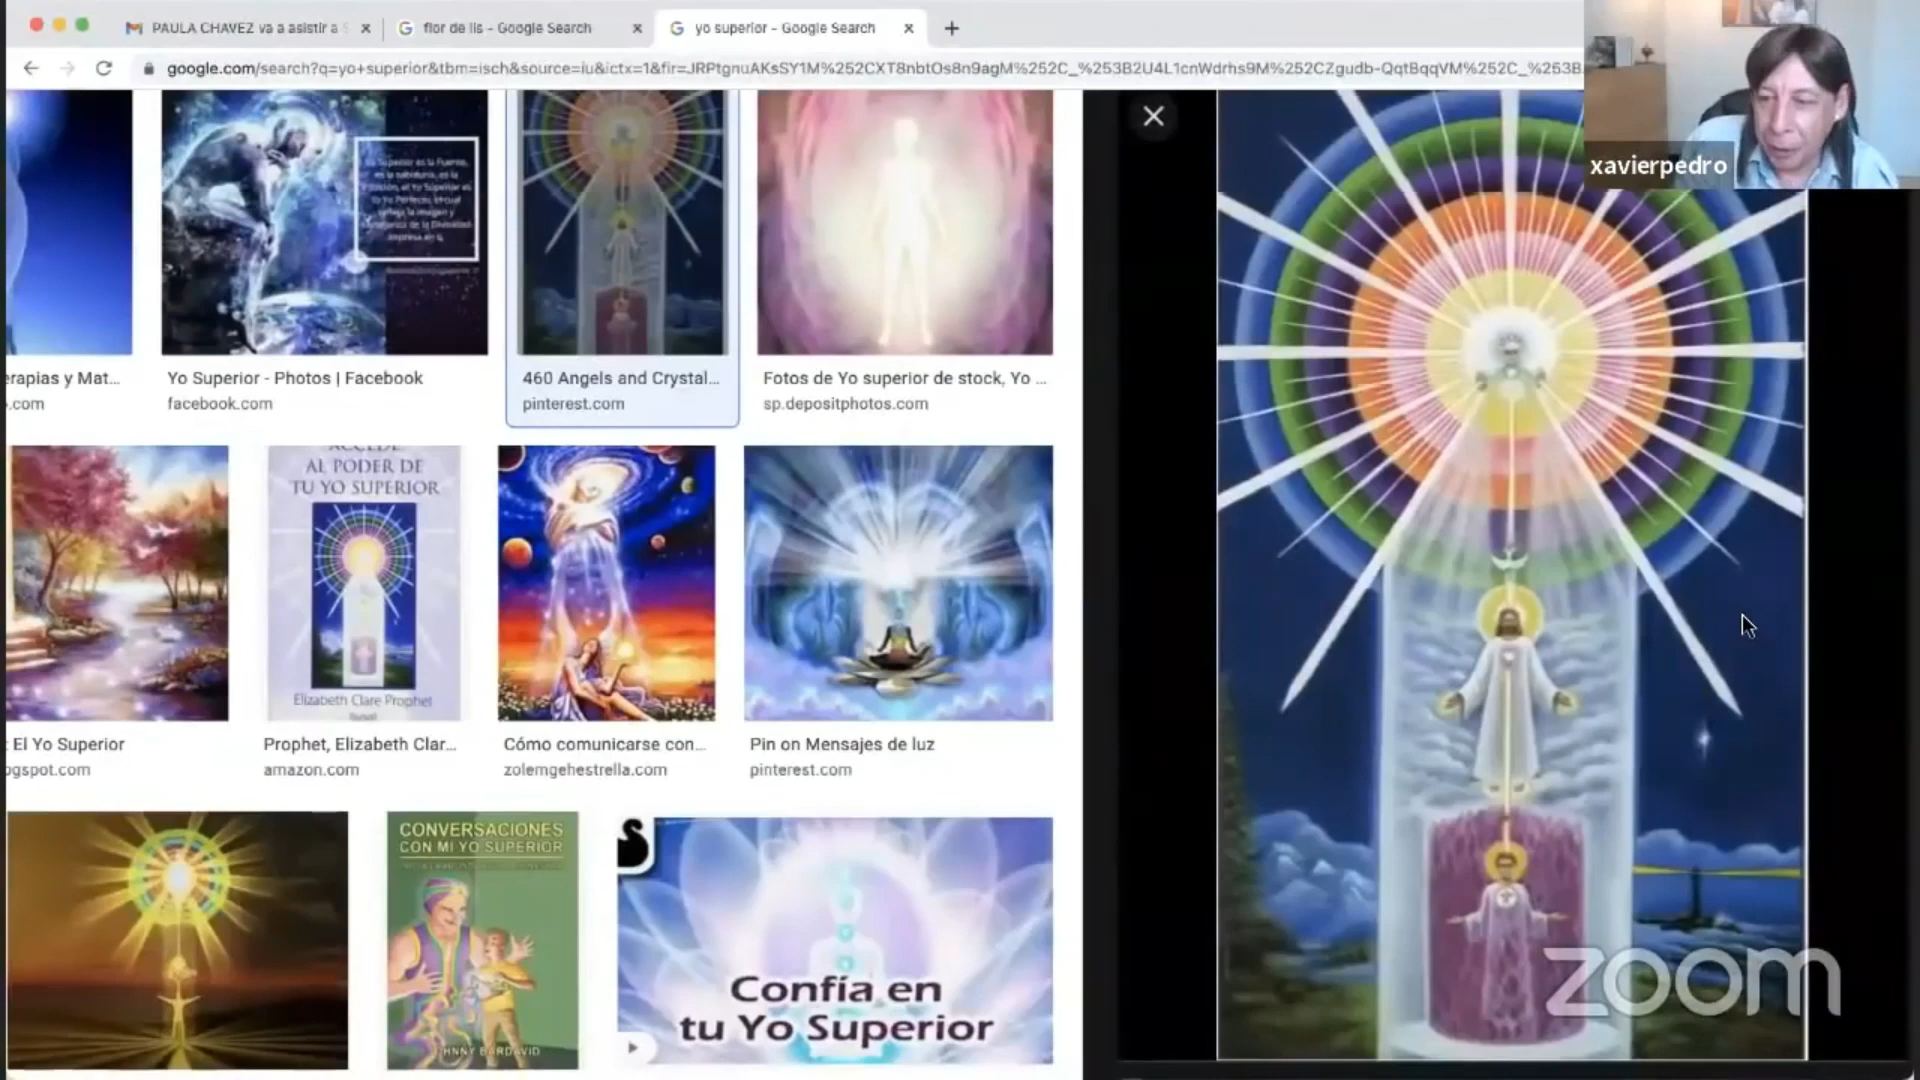 PAULA CHAVEZ va a asistir a
flor de lis - Google Search
yo superior - Google Search
google.com/search?q=yo+superior&tbm=isch&source=iu&ictx=1&fir=JRPtgnuAKsSY1M%252CXT8nbtOs8n9agM%252C_%253B2U4L1cnWdrhs9M%252CZgudb-QqtBqqVM%252C_%253B
xavierpedro
erapias y Mat...
.com
Yo Superior - Photos | Facebook
facebook.com
460 Angels and Crystal...
pinterest.com
Fotos de Yo superior de stock, Yo ...
sp.depositphotos.com
ACCEDE
AL PODER DE
TU YO SUPERIOR
Elizabeth Clare Prophet
: El Yo Superior
ogspot.com
Prophet, Elizabeth Clar...
amazon.com
Cómo comunicarse con...
zolemgehestrella.com
Pin on Mensajes de luz
pinterest.com
CONVERSACIONES
CON MI YO SUPERIOR
HNNY BARDAVID
Confía en
tu Yo Superior
zoom